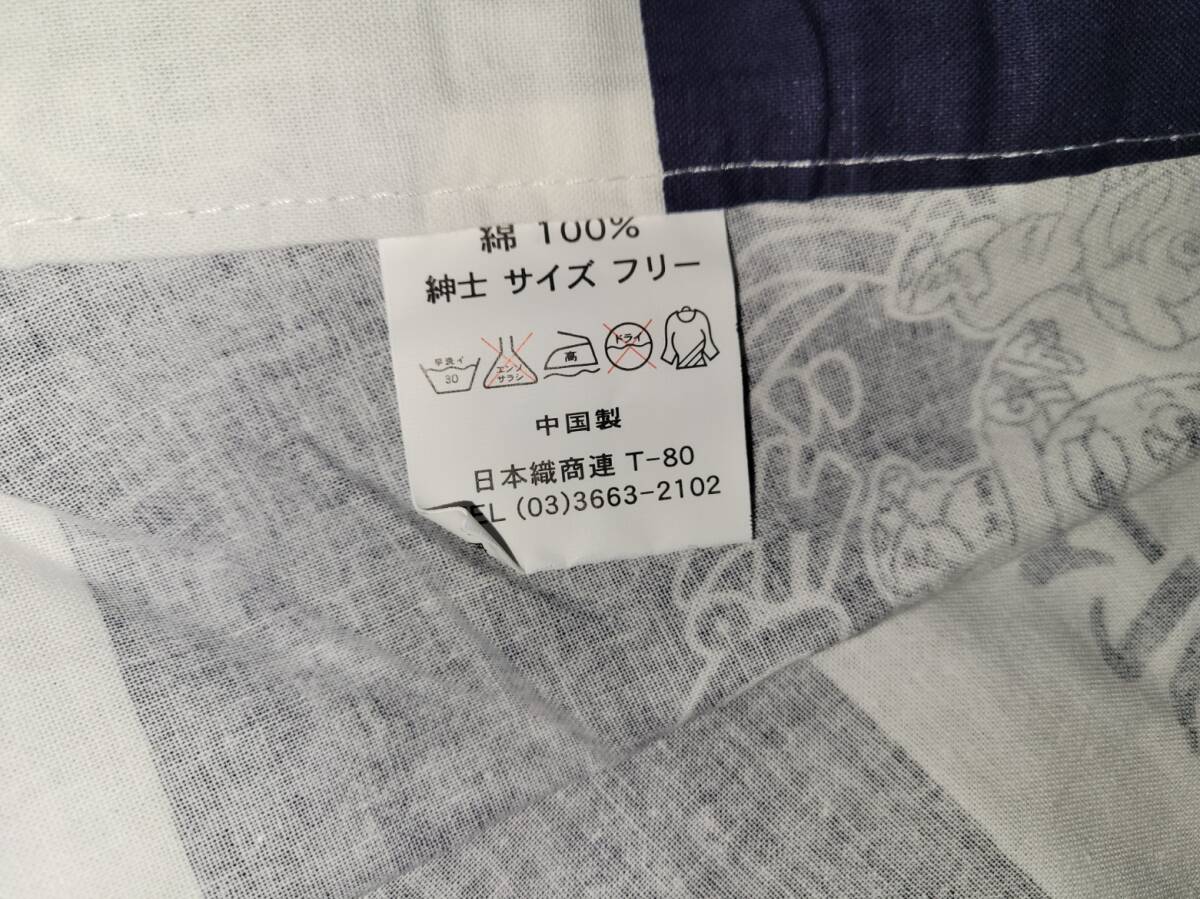 綿 100%
紳士 サイズ フリー
手洗イ 30 エンソ サラシ 高 ドライ
中国製
日本織商連 T-80
EL (03)3663-2102